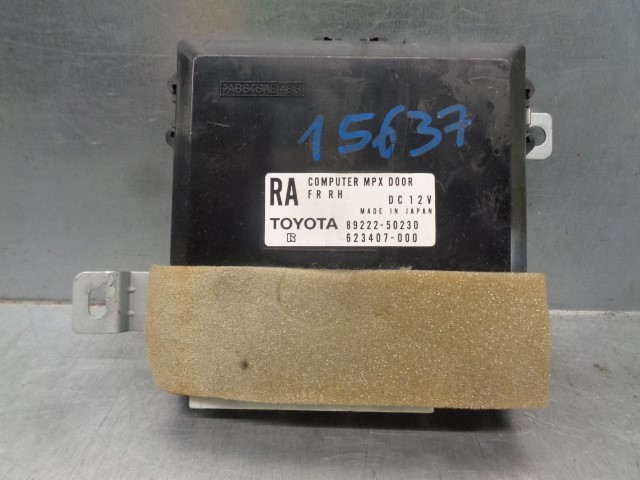 15637
RA COMPUTER MPX DOOR
FR RH
DC 12V
MADE IN JAPAN
TOYOTA 89222-50230
623407-000